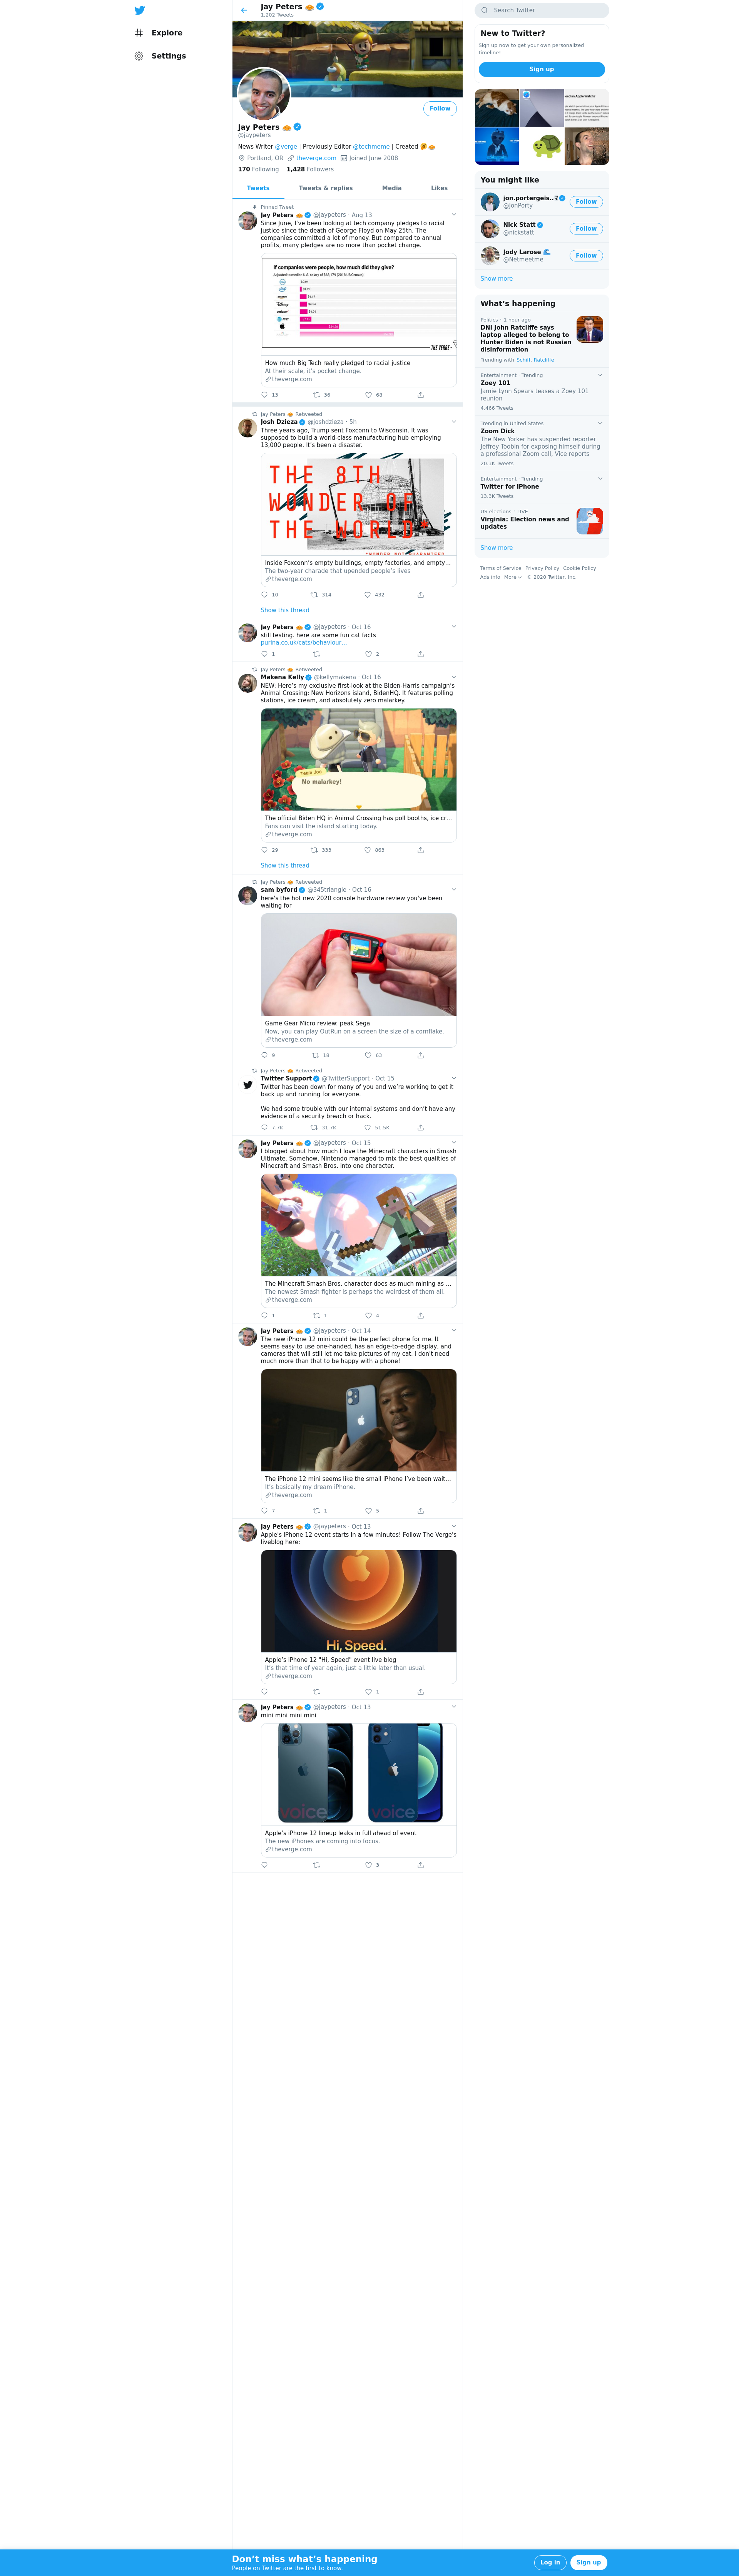 Explore
Settings
Jay Peters
1,202 Tweets
Follow
Jay Peters
@jaypeters
News Writer @verge | Previously Editor @techmeme | Created
Portland, OR theverge.com Joined June 2008
170 Following 1,428 Followers
Tweets Tweets & replies Media Likes
Pinned Tweet
Jay Peters @jaypeters · Aug 13
Since June, I've been looking at tech company pledges to racial
justice since the death of George Floyd on May 25th. The
companies committed a lot of money. But compared to annual
profits, many pledges are no more than pocket change.
If companies were people, how much did they give?
THE VERGE
How much Big Tech really pledged to racial justice
At their scale, it's pocket change.
theverge.com
13 36 68
Jay Peters Retweeted
Josh Dzieza @joshdzieza · 5h
Three years ago, Trump sent Foxconn to Wisconsin. It was
supposed to build a world-class manufacturing hub employing
13,000 people. It's been a disaster.
THE 8TH
WONDER OF
THE WORLD*
*WONDER NOT GUARANTEED
Inside Foxconn's empty buildings, empty factories, and empty...
The two-year charade that upended people's lives
theverge.com
10 314 432
Show this thread
Jay Peters @jaypeters · Oct 16
still testing. here are some fun cat facts
purina.co.uk/cats/behaviour...
1 2
Jay Peters Retweeted
Makena Kelly @kellymakena · Oct 16
NEW: Here's my exclusive first-look at the Biden-Harris campaign's
Animal Crossing: New Horizons island, BidenHQ. It features polling
stations, ice cream, and absolutely zero malarkey.
Team Joe
No malarkey!
The official Biden HQ in Animal Crossing has poll booths, ice cr...
Fans can visit the island starting today.
theverge.com
29 333 863
Show this thread
Jay Peters Retweeted
sam byford @345triangle · Oct 16
here's the hot new 2020 console hardware review you've been
waiting for
Game Gear Micro review: peak Sega
Now, you can play OutRun on a screen the size of a cornflake.
theverge.com
9 18 63
Jay Peters Retweeted
Twitter Support @TwitterSupport · Oct 15
Twitter has been down for many of you and we're working to get it
back up and running for everyone.
We had some trouble with our internal systems and don't have any
evidence of a security breach or hack.
7.7K 31.7K 51.5K
Jay Peters @jaypeters · Oct 15
I blogged about how much I love the Minecraft characters in Smash
Ultimate. Somehow, Nintendo managed to mix the best qualities of
Minecraft and Smash Bros. into one character.
The Minecraft Smash Bros. character does as much mining as ...
The newest Smash fighter is perhaps the weirdest of them all.
theverge.com
1 1 4
Jay Peters @jaypeters · Oct 14
The new iPhone 12 mini could be the perfect phone for me. It
seems easy to use one-handed, has an edge-to-edge display, and
cameras that will still let me take pictures of my cat. I don't need
much more than that to be happy with a phone!
The iPhone 12 mini seems like the small iPhone I've been wait...
It's basically my dream iPhone.
theverge.com
7 1 5
Jay Peters @jaypeters · Oct 13
Apple's iPhone 12 event starts in a few minutes! Follow The Verge's
liveblog here:
Hi, Speed.
Apple's iPhone 12 "Hi, Speed" event live blog
It's that time of year again, just a little later than usual.
theverge.com
1
Jay Peters @jaypeters · Oct 13
mini mini mini mini
voice voice
Apple's iPhone 12 lineup leaks in full ahead of event
The new iPhones are coming into focus.
theverge.com
3
Search Twitter
New to Twitter?
Sign up now to get your own personalized
timeline!
Sign up
You might like
jon.portergeis...
@JonPorty
Follow
Nick Statt
@nickstatt
Follow
Jody Larose
@Netmeetme
Follow
Show more
What's happening
Politics · 1 hour ago
DNI John Ratcliffe says
laptop alleged to belong to
Hunter Biden is not Russian
disinformation
Trending with Schiff, Ratcliffe
Entertainment · Trending
Zoey 101
Jamie Lynn Spears teases a Zoey 101
reunion
4,466 Tweets
Trending in United States
Zoom Dick
The New Yorker has suspended reporter
Jeffrey Toobin for exposing himself during
a professional Zoom call, Vice reports
20.3K Tweets
Entertainment · Trending
Twitter for iPhone
13.3K Tweets
US elections · LIVE
Virginia: Election news and
updates
Show more
Terms of Service Privacy Policy Cookie Policy
Ads info More © 2020 Twitter, Inc.
Don't miss what's happening
People on Twitter are the first to know.
Log in Sign up